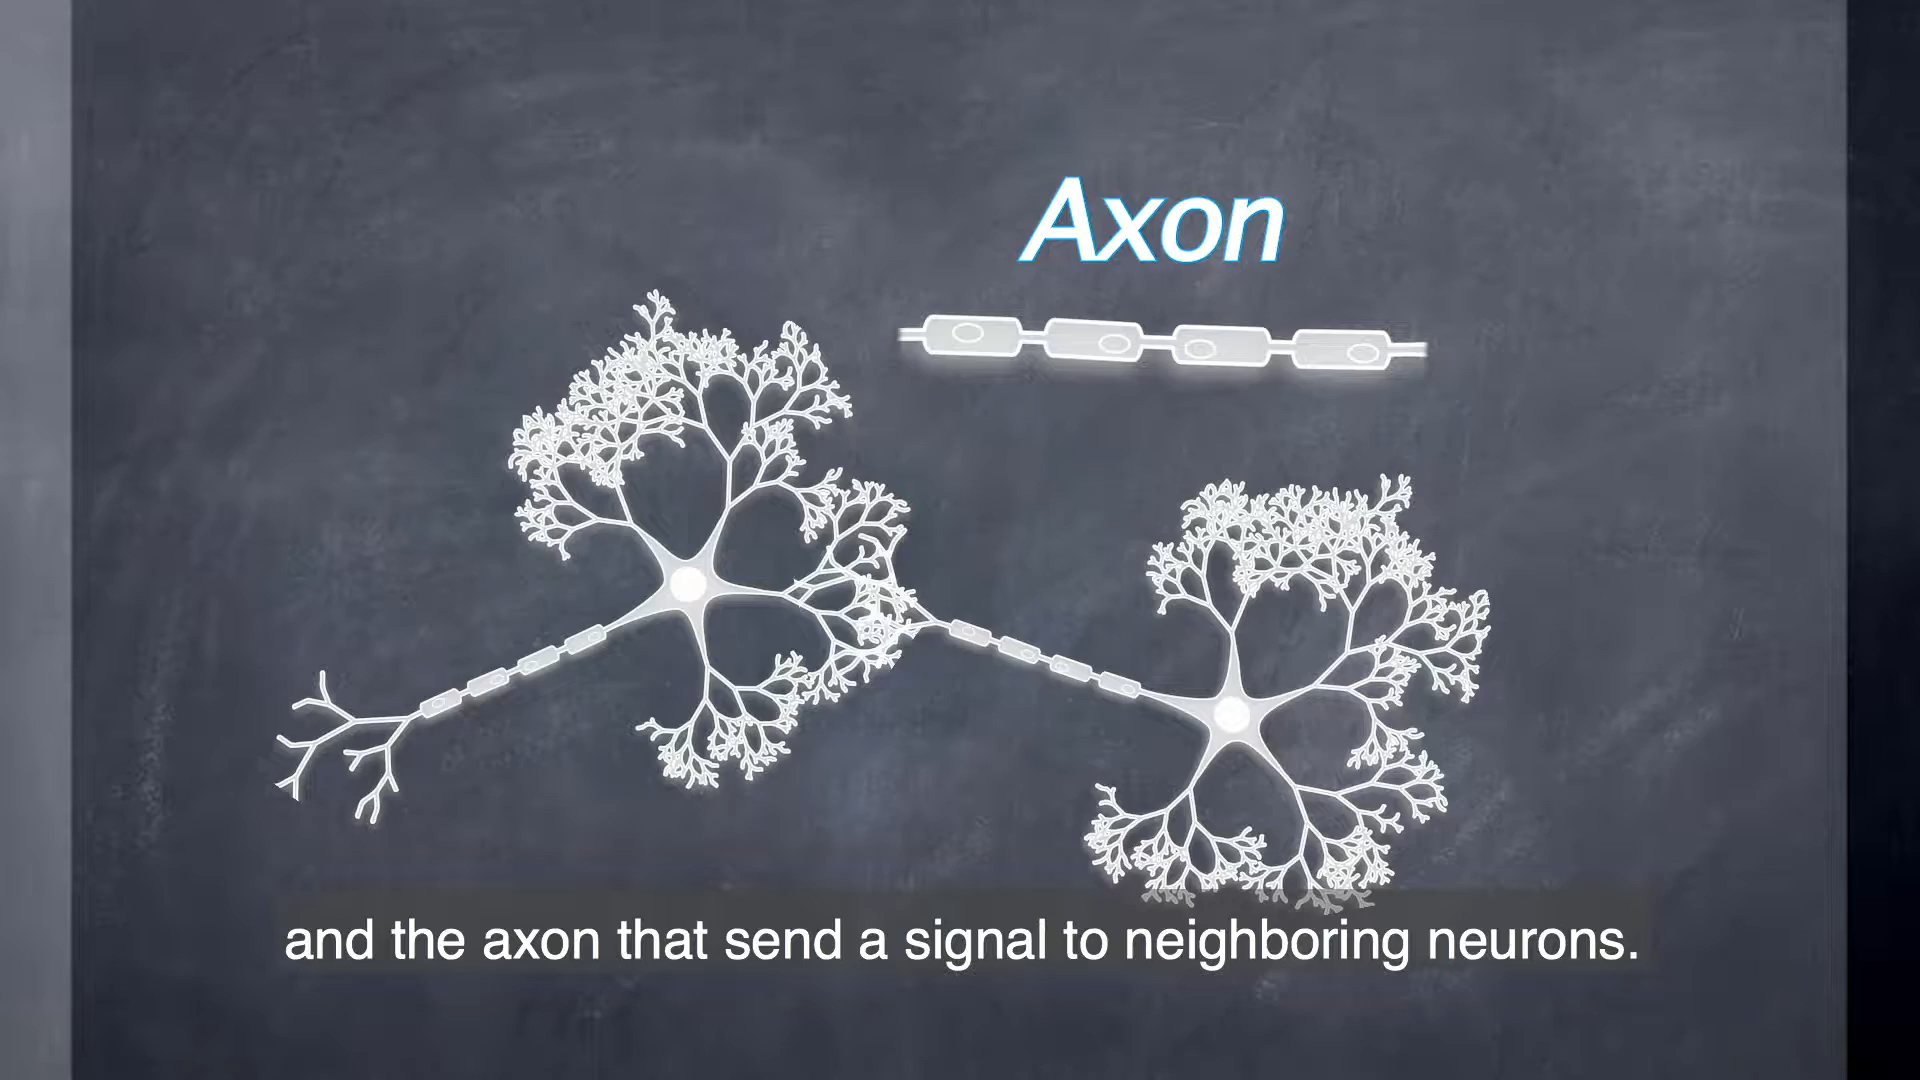 Axon
and the axon that send a signal to neighboring neurons.